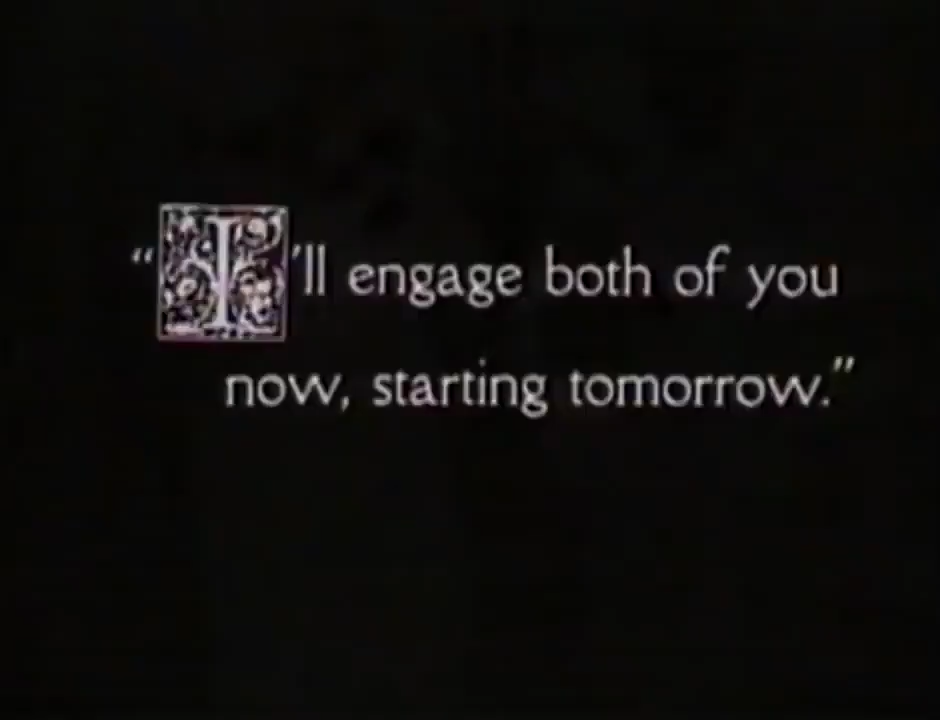 “I’ll engage both of you
now, starting tomorrow.”